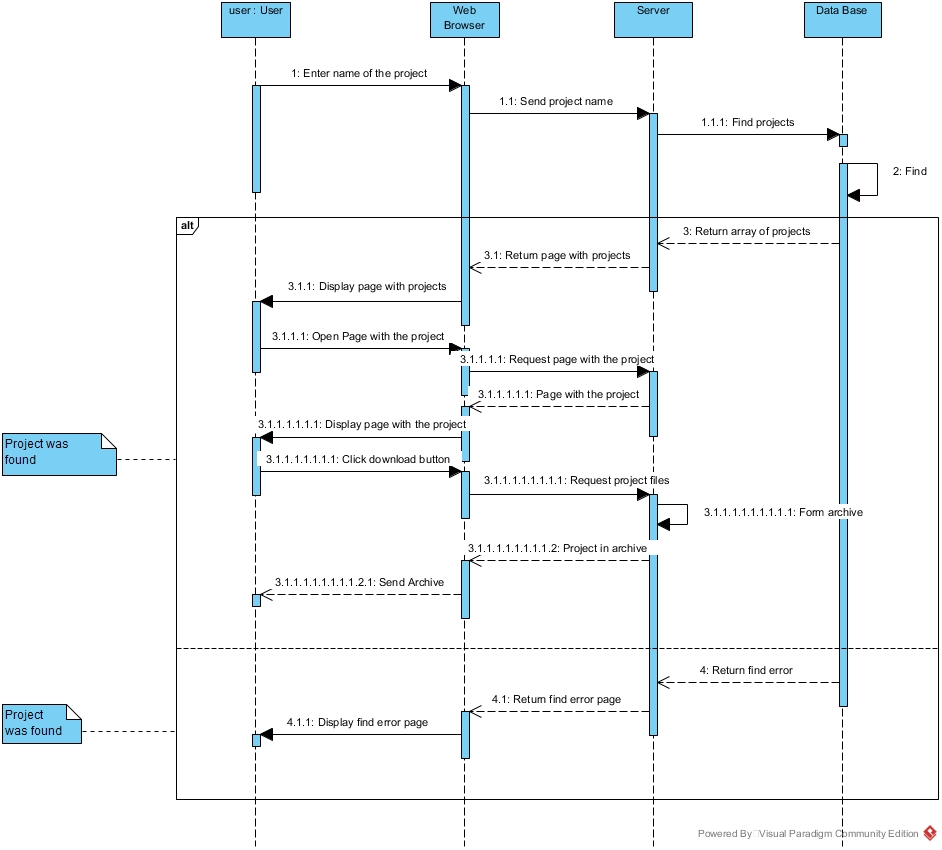 user : User
Web
Browser
Server
Data Base
1: Enter name of the project
1.1: Send project name
1.1.1: Find projects
2: Find
alt
3: Return array of projects
3.1: Return page with projects
3.1.1: Display page with projects
3.1.1.1: Open Page with the project
3.1.1.1.1: Request page with the project
3.1.1.1.1.1: Page with the project
3.1.1.1.1.1.1: Display page with the project
Project was
found
3.1.1.1.1.1.1.1: Click download button
3.1.1.1.1.1.1.1.1: Request project files
3.1.1.1.1.1.1.1.1.1: Form archive
3.1.1.1.1.1.1.1.1.2: Project in archive
3.1.1.1.1.1.1.1.1.2.1: Send Archive
4: Return find error
4.1: Return find error page
Project
was found
4.1.1: Display find error page
Powered By Visual Paradigm Community Edition